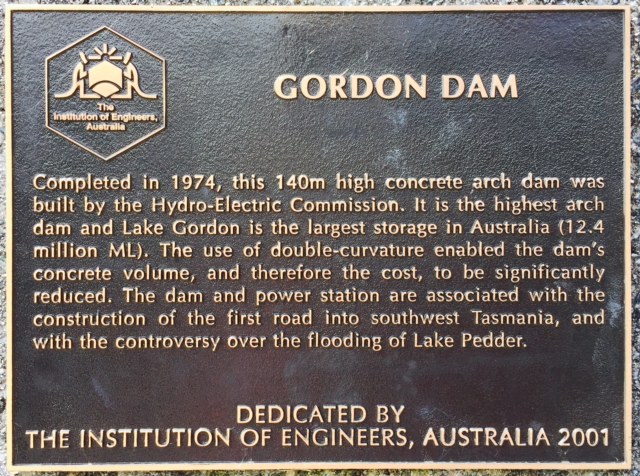 The
Institution of Engineers,
Australia
GORDON DAM
Completed in 1974, this 140m high concrete arch dam was
built by the Hydro-Electric Commission. It is the highest arch
dam and Lake Gordon is the largest storage in Australia (12.4
million ML). The use of double-curvature enabled the dam's
concrete volume, and therefore the cost, to be significantly
reduced. The dam and power station are associated with the
construction of the first road into southwest Tasmania, and
with the controversy over the flooding of Lake Pedder.
DEDICATED BY
THE INSTITUTION OF ENGINEERS, AUSTRALIA 2001